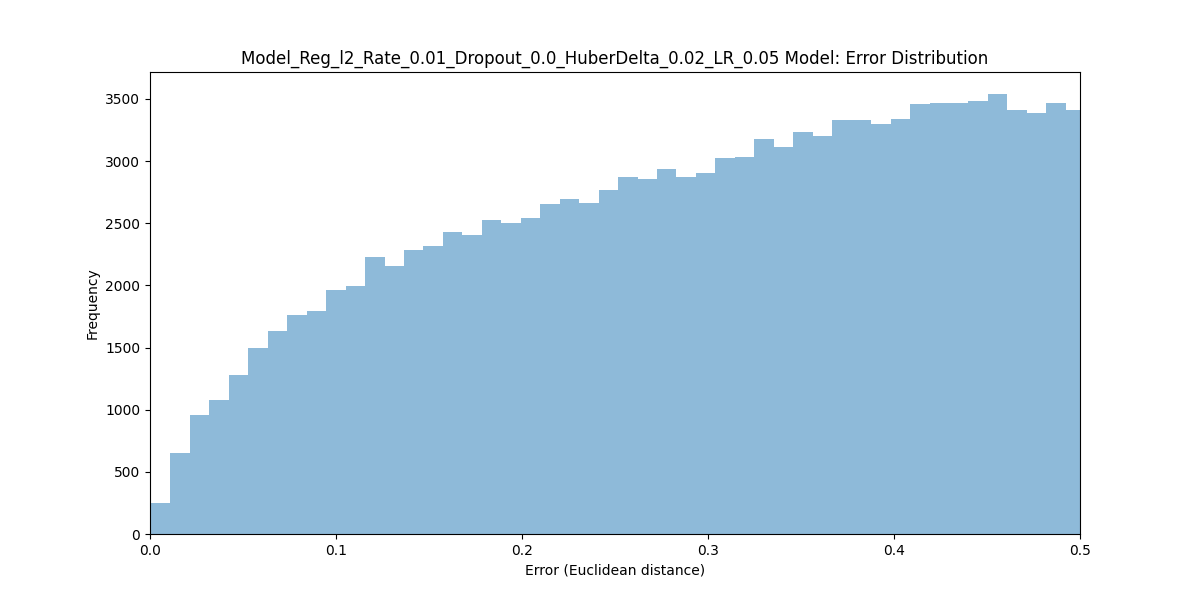 Model_Reg_l2_Rate_0.01_Dropout_0.0_HuberDelta_0.02_LR_0.05 Model: Error Distribution
3500
3000
2500
2000
1500
1000
500
0
Frequency
0.0 0.1 0.2 0.3 0.4 0.5
Error (Euclidean distance)